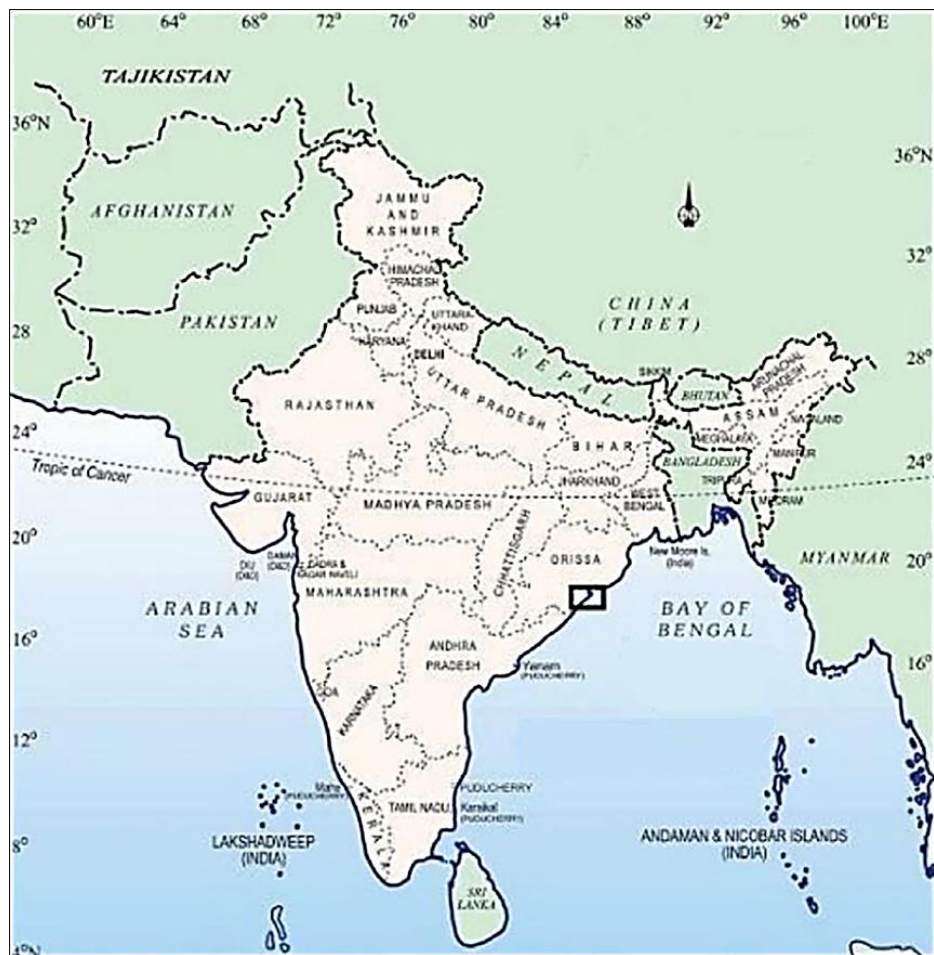 60°E 64° 68° 72° 76° 80° 84° 88° 92° 96° 100°E
TAJIKISTAN
36°N
36°N
JAMMU
AND
KASHMIR
AFGHANISTAN
32°
32°
HIMACHAL
PRADESH
CHINA
(TIBET)
PUNJAB
UTTARA-
KHAND
PAKISTAN
28
HARYANA
DELHI
NEPAL
SIKKIM
28°
ARUNACHAL
PRADESH
BHUTAN
UTTAR PRADESH
RAJASTHAN
ASSAM
NAGALAND
24°
BIHAR
MEGHALAYA
MANIPUR
BANGLADESH
24°
Tropic of Cancer
JHARKHAND
TRIPURA
GUJARAT
MADHYA PRADESH
WEST
BENGAL
MIZORAM
20°
CHHATTISGARH
ORISSA
New Moore Is.
(India)
MYANMAR
20°
DIU
(D&D)
DAMAN
(D&D)
DADRA &
NAGAR HAVELI
MAHARASHTRA
ARABIAN
SEA
BAY OF
BENGAL
16°
ANDHRA
PRADESH
Yanam
(PUDUCHERRY)
16°
GOA
KARNATAKA
12°
Mahe
(PUDUCHERRY)
PUDUCHERRY
KERALA
TAMIL NADU
Karaikal
(PUDUCHERRY)
LAKSHADWEEP
(INDIA)
ANDAMAN & NICOBAR ISLANDS
(INDIA)
8°
SRI
LANKA
4°N